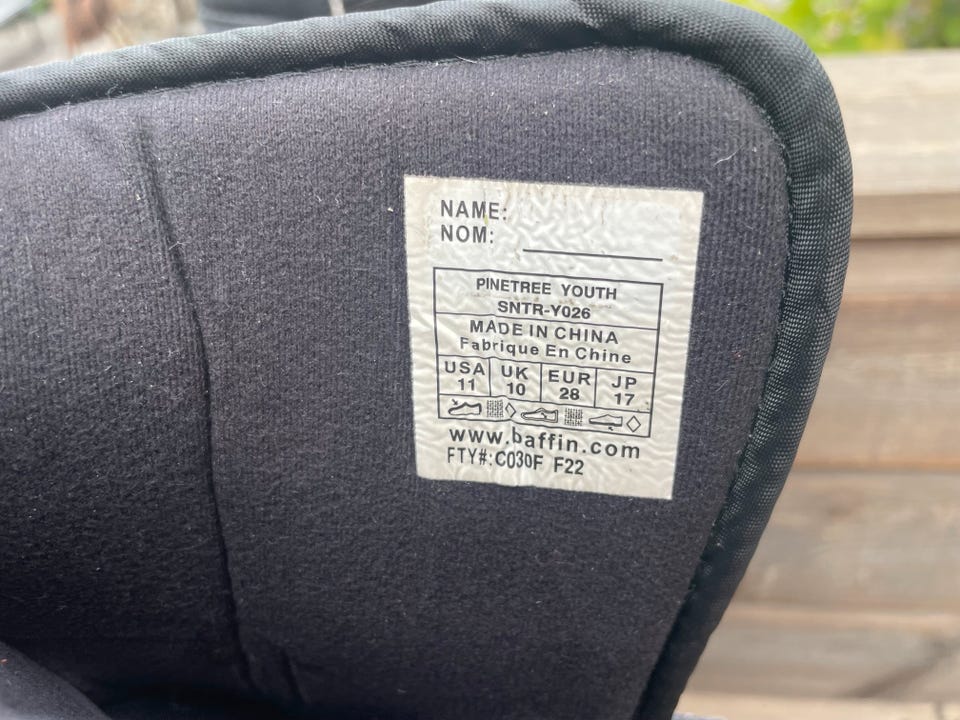 NAME:
NOM:
PINETREE YOUTH
SNTR-Y026
MADE IN CHINA
Fabrique En Chine
USA UK EUR JP
11 10 28 17
www.baffin.com
FTY#:C030F F22